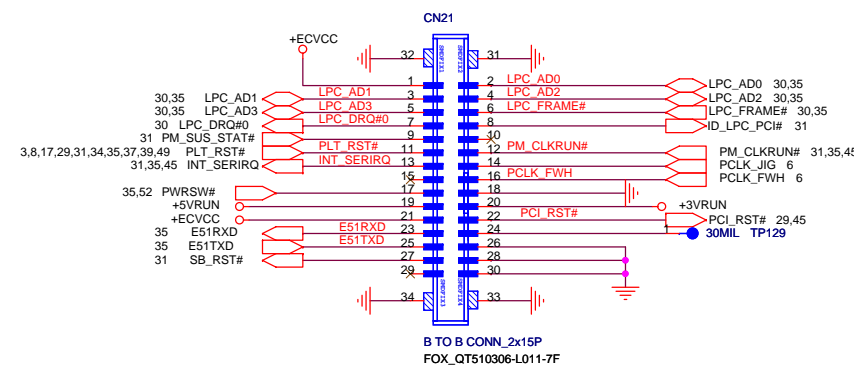 CN21
+ECVCC
32 SMDFIX1 SMDFIX2 31
1 2 LPC_AD0 LPC_AD0 30,35
30,35 LPC_AD1 LPC_AD1 3 4 LPC_AD2 LPC_AD2 30,35
30,35 LPC_AD3 LPC_AD3 5 6 LPC_FRAME# LPC_FRAME# 30,35
30 LPC_DRQ#0 LPC_DRQ#0 7 8 ID_LPC_PCI# 31
31 PM_SUS_STAT# 9 10
3,8,17,29,31,34,35,37,39,49 PLT_RST# PLT_RST# 11 12 PM_CLKRUN# PM_CLKRUN# 31,35,45
31,35,45 INT_SERIRQ INT_SERIRQ 13 14 PCLK_JIG 6
15 16 PCLK_FWH PCLK_FWH 6
35,52 PWRSW# 17 18
+5VRUN 19 20 +3VRUN
+ECVCC 21 22 PCI_RST# PCI_RST# 29,45
35 E51RXD E51RXD 23 24 1 30MIL TP129
35 E51TXD E51TXD 25 26
31 SB_RST# 27 28
29 30
34 SMDFIX3 SMDFIX4 33
B TO B CONN_2x15P
FOX_QT510306-L011-7F